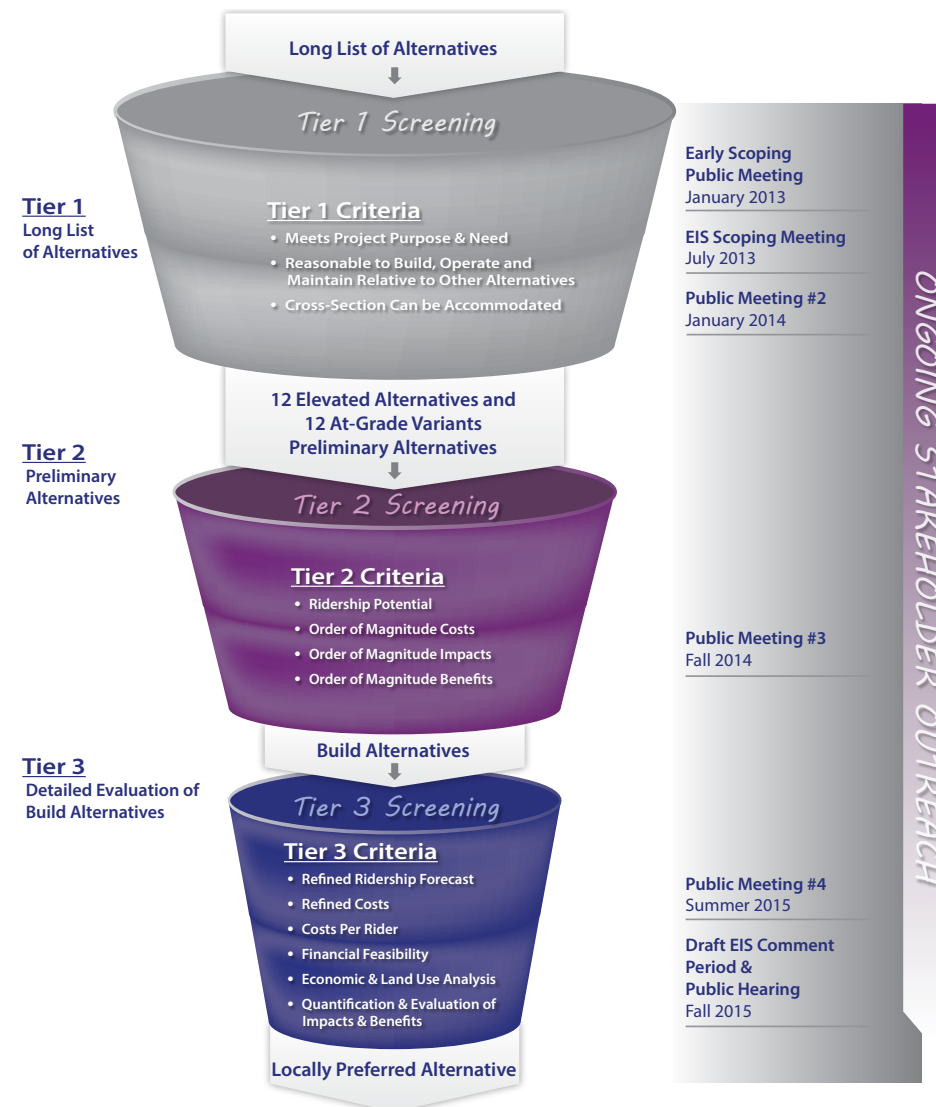 Long List of Alternatives
Tier 1 Screening
Tier 1
Long List
of Alternatives
Tier 1 Criteria
• Meets Project Purpose & Need
• Reasonable to Build, Operate and
Maintain Relative to Other Alternatives
• Cross-Section Can be Accommodated
12 Elevated Alternatives and
12 At-Grade Variants
Preliminary Alternatives
Tier 2
Preliminary
Alternatives
Tier 2 Screening
Tier 2 Criteria
• Ridership Potential
• Order of Magnitude Costs
• Order of Magnitude Impacts
• Order of Magnitude Benefits
Build Alternatives
Tier 3
Detailed Evaluation of
Build Alternatives
Tier 3 Screening
Tier 3 Criteria
• Refined Ridership Forecast
• Refined Costs
• Costs Per Rider
• Financial Feasibility
• Economic & Land Use Analysis
• Quantification & Evaluation of
Impacts & Benefits
Locally Preferred Alternative
Early Scoping
Public Meeting
January 2013
EIS Scoping Meeting
July 2013
Public Meeting #2
January 2014
Public Meeting #3
Fall 2014
Public Meeting #4
Summer 2015
Draft EIS Comment
Period &
Public Hearing
Fall 2015
ONGOING STAKEHOLDER OUTREACH